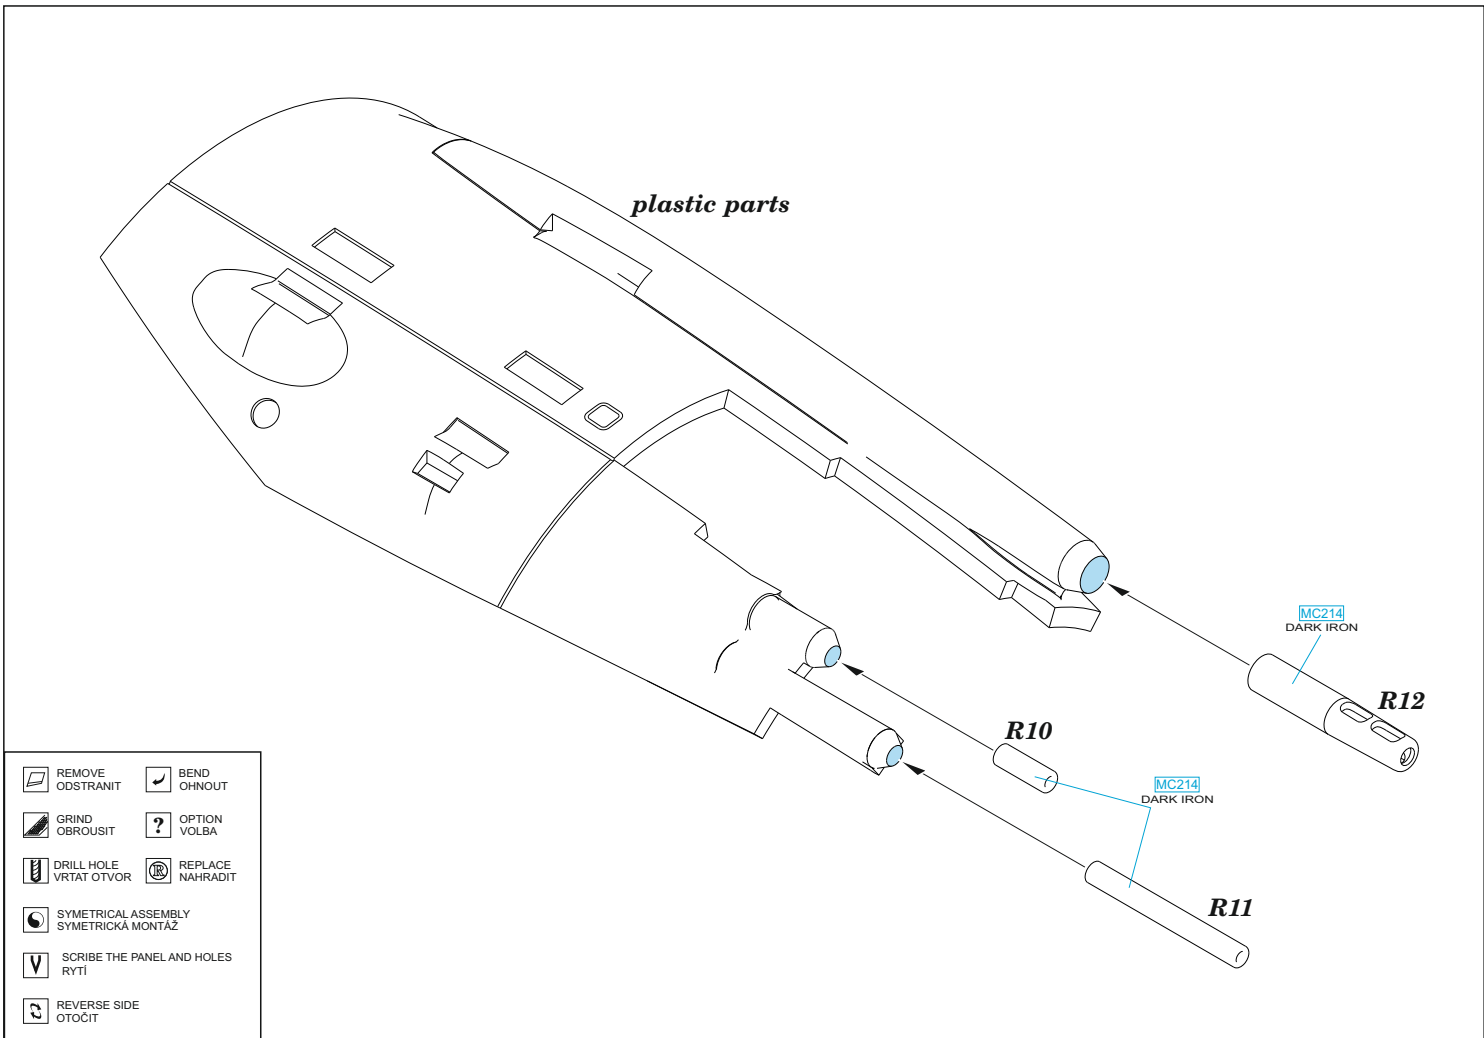 plastic parts
MC214
DARK IRON
R12
R10
MC214
DARK IRON
R11
REMOVE
ODSTRANIT
BEND
OHNOUT
GRIND
OBROUSIT
?
OPTION
VOLBA
DRILL HOLE
VRTAT OTVOR
R
REPLACE
NAHRADIT
SYMETRICAL ASSEMBLY
SYMETRICKÁ MONTÁŽ
SCRIBE THE PANEL AND HOLES
RYTÍ
REVERSE SIDE
OTOČIT